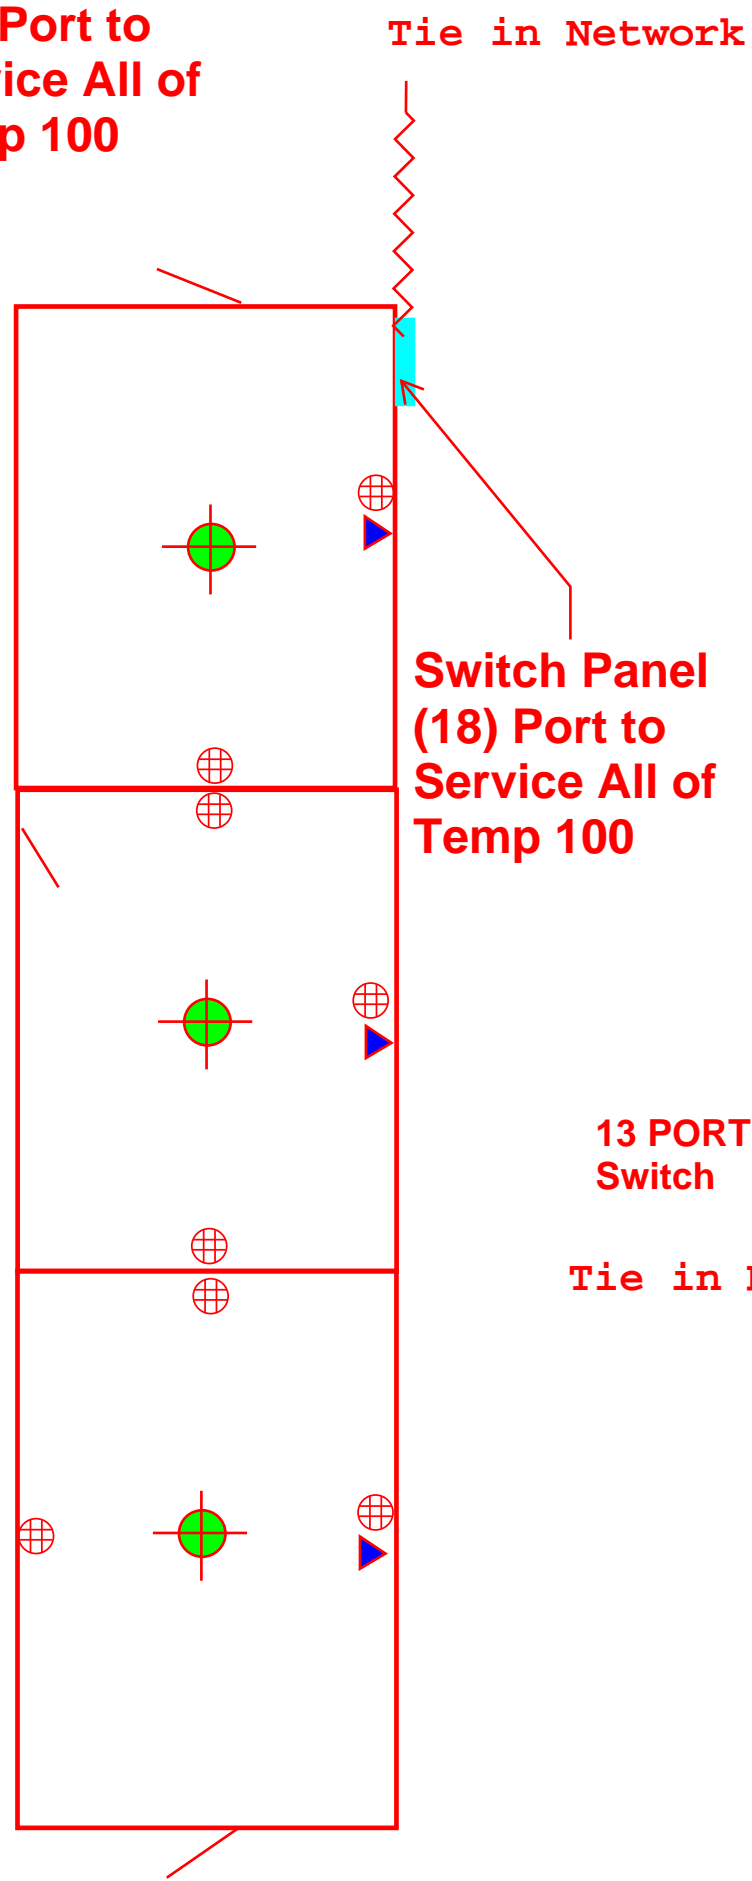 Port to
ice All of
p 100
Tie in Network
Switch Panel
(18) Port to
Service All of
Temp 100
13 PORT
Switch
Tie in